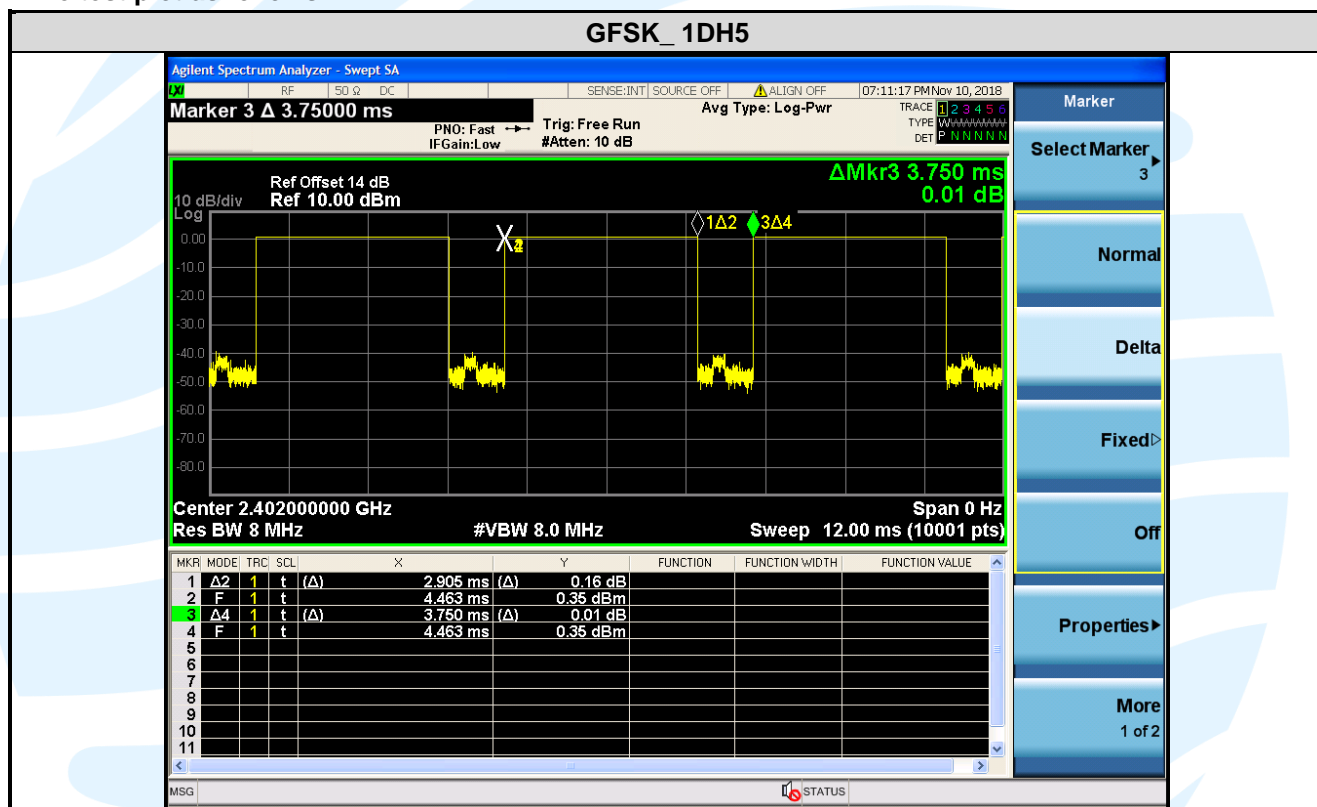 GFSK_ 1DH5
Agilent Spectrum Analyzer - Swept SA
LXI RF 50 Ω DC SENSE:INT SOURCE OFF ALIGN OFF 07:11:17 PM Nov 10, 2018
Marker 3 Δ 3.75000 ms
PNO: Fast
IFGain:Low
Trig: Free Run
#Atten: 10 dB
Avg Type: Log-Pwr
TRACE 1 2 3 4 5 6
TYPE WWWWWW
DET P N N N N N
ΔMkr3 3.750 ms
0.01 dB
Ref Offset 14 dB
10 dB/div Ref 10.00 dBm
Log
0.00
-10.0
-20.0
-30.0
-40.0
-50.0
-60.0
-70.0
-80.0
1Δ2 3Δ4
Center 2.402000000 GHz Span 0 Hz
Res BW 8 MHz #VBW 8.0 MHz Sweep 12.00 ms (10001 pts)
MKR MODE TRC SCL X Y FUNCTION FUNCTION WIDTH FUNCTION VALUE
1 Δ2 1 t (Δ) 2.905 ms (Δ) 0.16 dB
2 F 1 t 4.463 ms 0.35 dBm
3 Δ4 1 t (Δ) 3.750 ms (Δ) 0.01 dB
4 F 1 t 4.463 ms 0.35 dBm
5
6
7
8
9
10
11
MSG STATUS
Marker
Select Marker
3
Normal
Delta
Fixed
Off
Properties
More
1 of 2